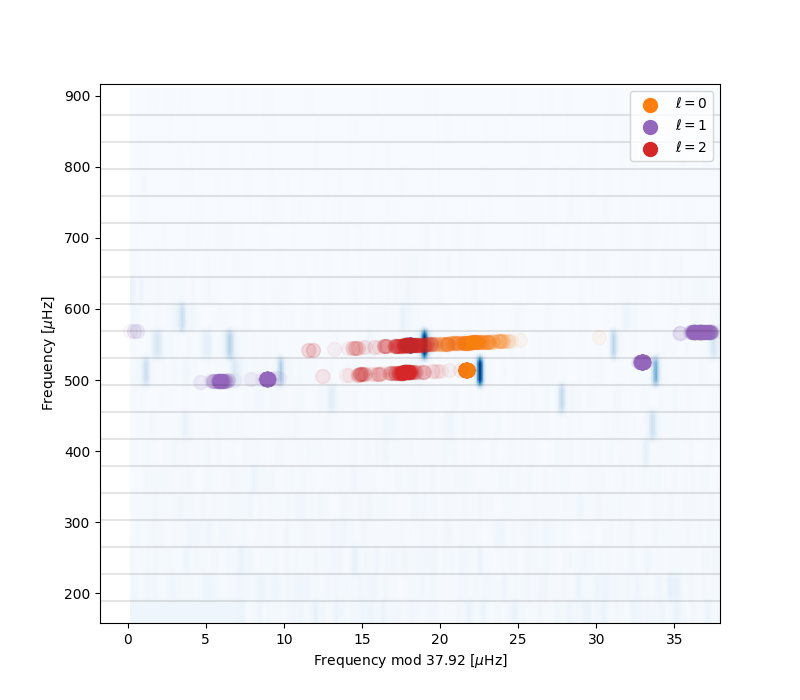 900
800
700
600
500
400
300
200
Frequency [μHz]
0 5 10 15 20 25 30 35
Frequency mod 37.92 [μHz]
ℓ = 0
ℓ = 1
ℓ = 2